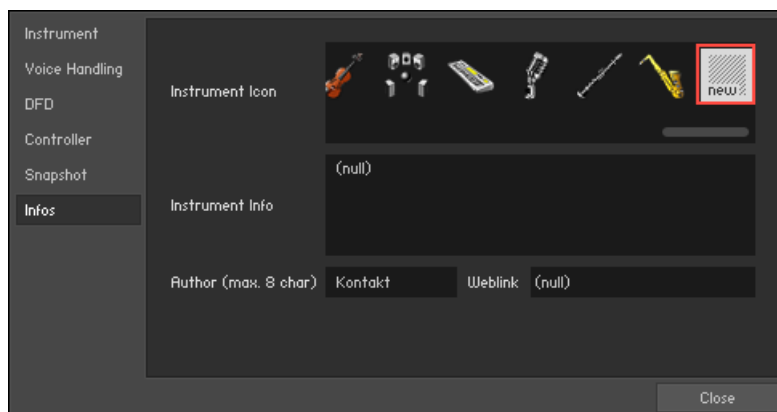 Instrument
Voice Handling
DFD
Controller
Snapshot
Infos
Instrument Icon
new
Instrument Info
(null)
Author (max. 8 char)
Kontakt
Weblink
(null)
Close